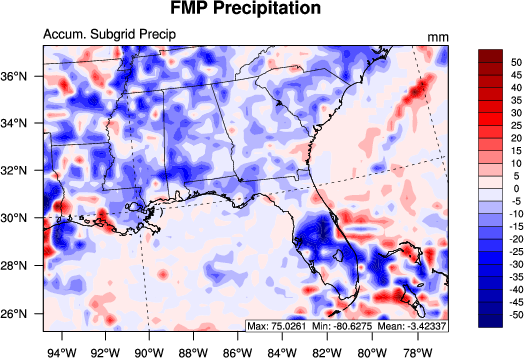 FMP Precipitation
Accum. Subgrid Precip mm
36°N
34°N
32°N
30°N
28°N
26°N
94°W 92°W 90°W 88°W 86°W 84°W 82°W 80°W 78°W
Max: 75.0261 Min: -80.6275 Mean: -3.42337
50
45
40
35
30
25
20
15
10
5
0
-5
-10
-15
-20
-25
-30
-35
-40
-45
-50